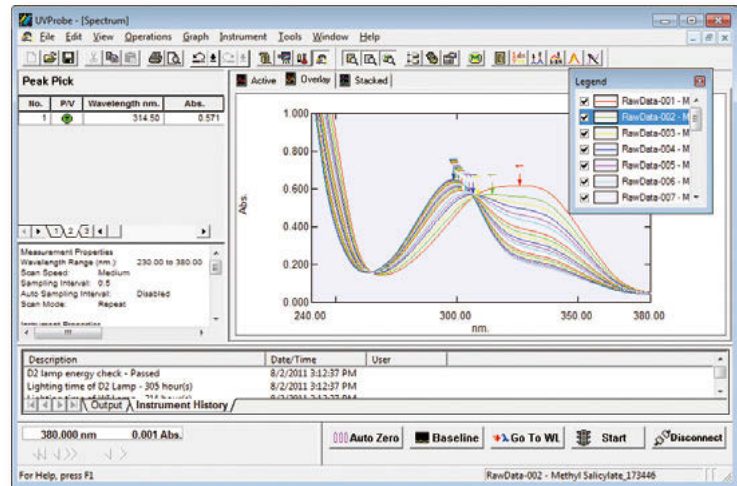 UVProbe - [Spectrum]
File Edit View Operations Graph Instrument Tools Window Help
Peak Pick
No. P/V Wavelength nm. Abs.
1 314.50 0.571
1 2 3
Measurement Properties
Wavelength Range (nm.): 230.00 to 380.00
Scan Speed: Medium
Sampling Interval: 0.5
Auto Sampling Interval: Disabled
Scan Mode: Repeat
Instrument Properties
Active Overlay Stacked
Abs.
1.000
0.800
0.600
0.400
0.200
0.000
240.00 300.00 350.00 380.00
nm.
Legend
RawData-001 - M
RawData-002 - M
RawData-003 - M
RawData-004 - M
RawData-005 - M
RawData-006 - M
RawData-007 - M
Description Date/Time User
D2 lamp energy check - Passed 8/2/2011 3:12:37 PM
Lighting time of D2 Lamp - 305 hour(s) 8/2/2011 3:12:37 PM
Output Instrument History
380.000 nm 0.001 Abs.
Auto Zero Baseline Go To WL Start Disconnect
For Help, press F1
RawData-002 - Methyl Salicylate_173446